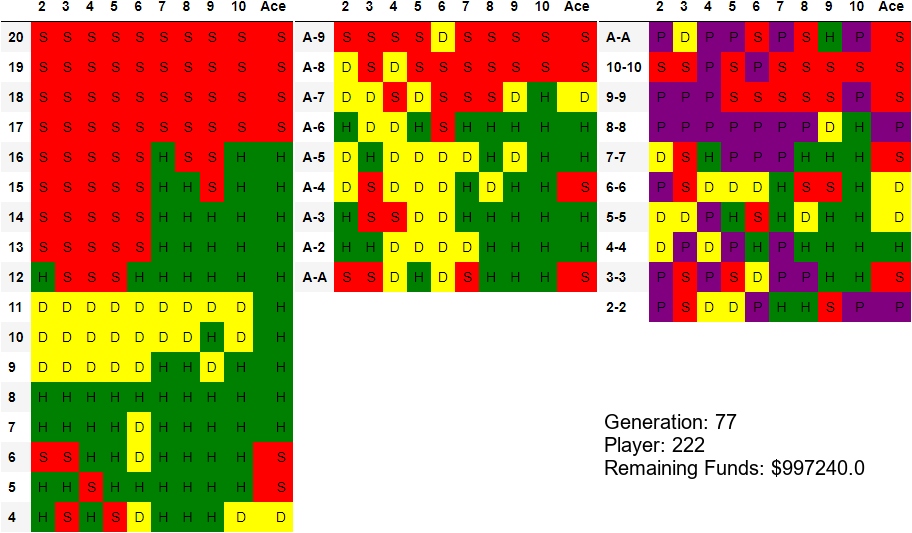 2 3 4 5 6 7 8 9 10 Ace
20 S S S S S S S S S S
19 S S S S S S S S S S
18 S S S S S S S S S S
17 S S S S S S S S S S
16 S S S S S H S S H H
15 S S S S S H H S H H
14 S S S S S H H H H H
13 S S S S S H H H H H
12 H S S S H H H H H H
11 D D D D D D D D D H
10 D D D D D D D H D H
9 D D D D D H H D H H
8 H H H H H H H H H H
7 H H H H D H H H H H
6 S S H H D H H H H S
5 H H S H H H H H H S
4 H S H S D H H H D D
2 3 4 5 6 7 8 9 10 Ace
A-9 S S S S D S S S S S
A-8 D S D S S S S S S S
A-7 D D S D S S S D H D
A-6 H D D H S H H H H H
A-5 D H D D D D H D H H
A-4 D S D D D H D H H S
A-3 H S S D D H H H H H
A-2 H H D D D D H H H H
A-A S S D H D S H H H S
2 3 4 5 6 7 8 9 10 Ace
A-A P D P P S P S H P S
10-10 S S P S P S S S S S
9-9 P P P S S S S S P S
8-8 P P P P P P P D H P
7-7 D S H P P P H H H S
6-6 P S D D D H S S H D
5-5 D D P H S H D H H D
4-4 D P D P H P H H H H
3-3 P S P S D P P H H S
2-2 P S D D P H H S P P
Generation: 77
Player: 222
Remaining Funds: $997240.0